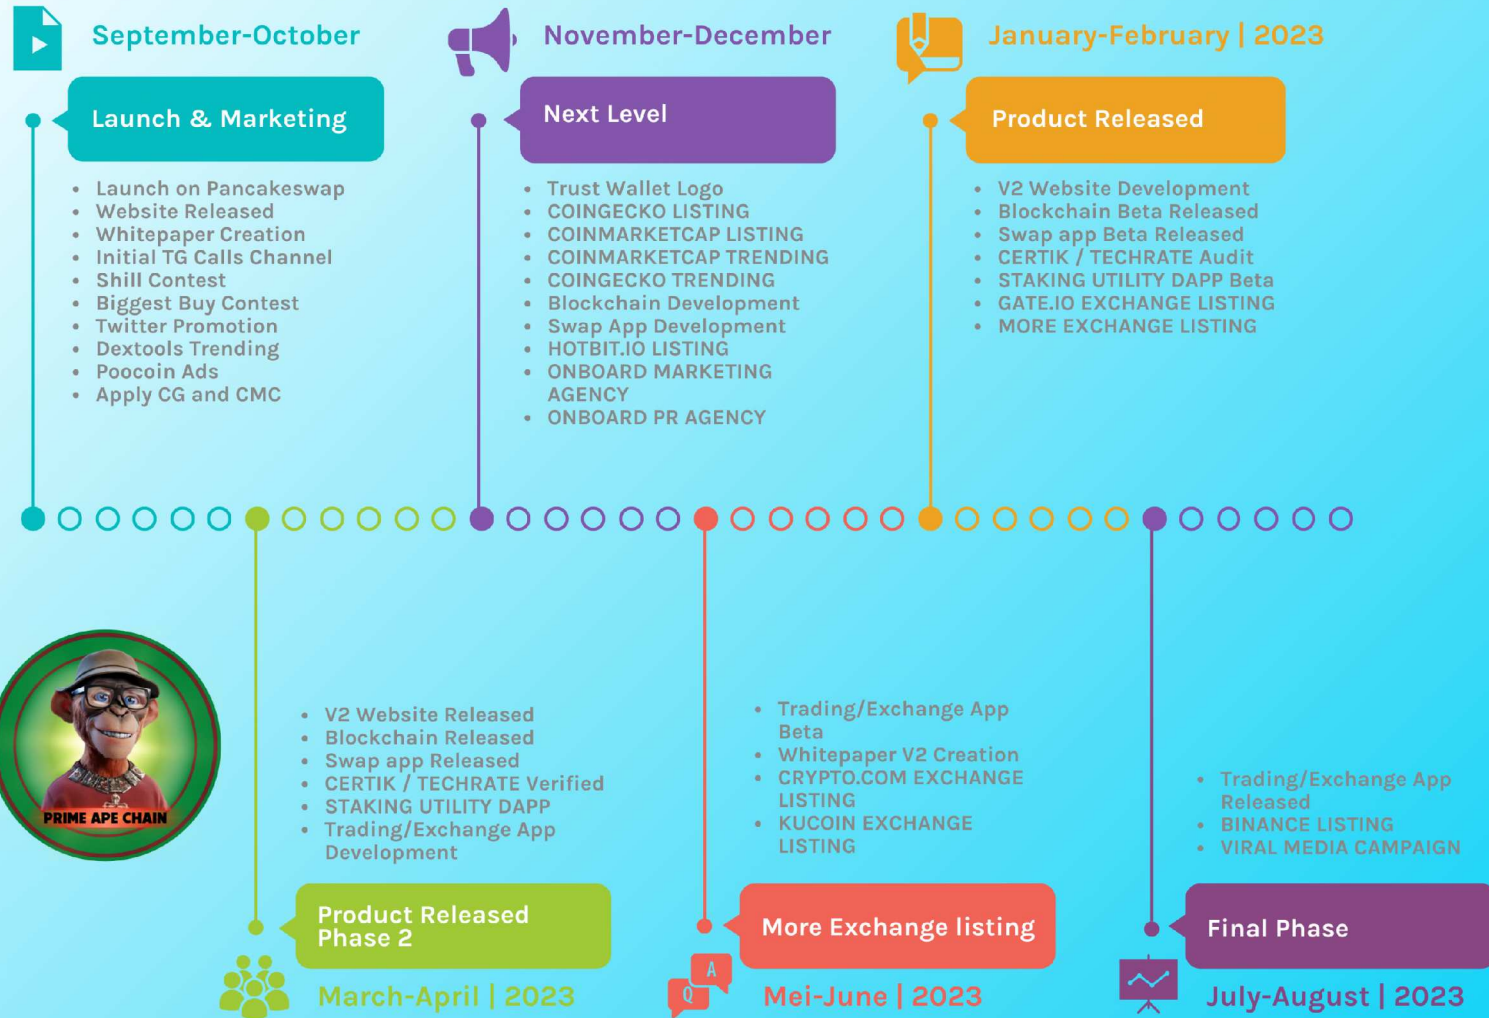 September-October
Launch & Marketing
• Launch on Pancakeswap
• Website Released
• Whitepaper Creation
• Initial TG Calls Channel
• Shill Contest
• Biggest Buy Contest
• Twitter Promotion
• Dextools Trending
• Poocoin Ads
• Apply CG and CMC
November-December
Next Level
• Trust Wallet Logo
• COINGECKO LISTING
• COINMARKETCAP LISTING
• COINMARKETCAP TRENDING
• COINGECKO TRENDING
• Blockchain Development
• Swap App Development
• HOTBIT.IO LISTING
• ONBOARD MARKETING
AGENCY
• ONBOARD PR AGENCY
January-February | 2023
Product Released
• V2 Website Development
• Blockchain Beta Released
• Swap app Beta Released
• CERTIK / TECHRATE Audit
• STAKING UTILITY DAPP Beta
• GATE.IO EXCHANGE LISTING
• MORE EXCHANGE LISTING
PRIME APE CHAIN
• V2 Website Released
• Blockchain Released
• Swap app Released
• CERTIK / TECHRATE Verified
• STAKING UTILITY DAPP
• Trading/Exchange App
Development
Product Released
Phase 2
March-April | 2023
• Trading/Exchange App
Beta
• Whitepaper V2 Creation
• CRYPTO.COM EXCHANGE
LISTING
• KUCOIN EXCHANGE
LISTING
More Exchange listing
A
Q
Mei-June | 2023
• Trading/Exchange App
Released
• BINANCE LISTING
• VIRAL MEDIA CAMPAIGN
Final Phase
July-August | 2023